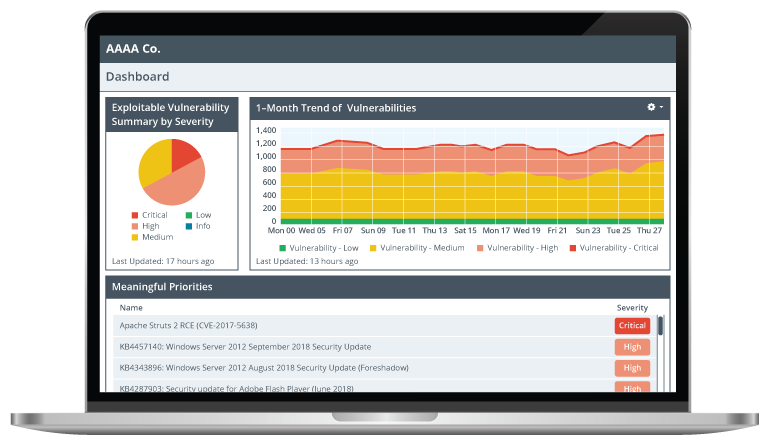 AAAA Co.
Dashboard
Exploitable Vulnerability
Summary by Severity
Critical
Low
High
Info
Medium
Last Updated: 17 hours ago
1–Month Trend of Vulnerabilities
1,400
1,200
1,000
800
600
400
200
0
Mon 00 Wed 05 Fri 07 Sun 09 Tue 11 Thu 13 Sat 15 Mon 17 Wed 19 Fri 21 Sun 23 Tue 25 Thu 27
Vulnerability - Low Vulnerability - Medium Vulnerability - High Vulnerability - Critical
Last Updated: 13 hours ago
Meaningful Priorities
Name Severity
Apache Struts 2 RCE (CVE-2017-5638) Critical
KB4457140: Windows Server 2012 September 2018 Security Update High
KB4343896: Windows Server 2012 August 2018 Security Update (Foreshadow) High
KB4287903: Security update for Adobe Flash Player (June 2018) High